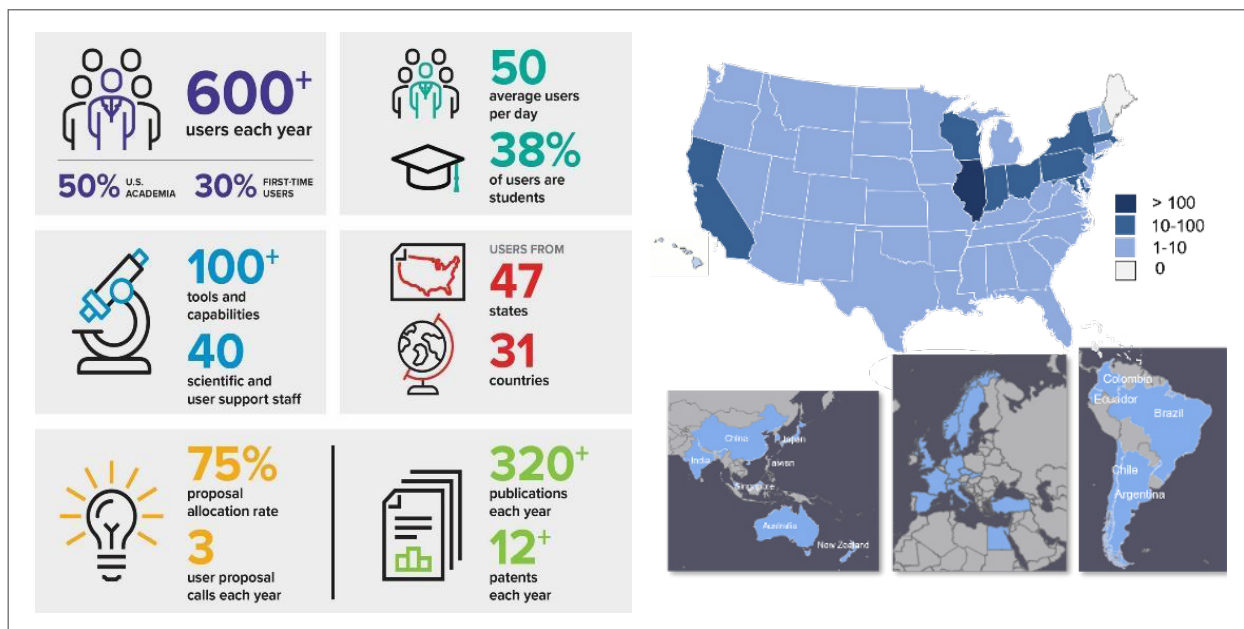 600+
users each year
50% U.S.
ACADEMIA
30% FIRST-TIME
USERS
50
average users
per day
38%
of users are
students
100+
tools and
capabilities
40
scientific and
user support staff
USERS FROM
47
states
31
countries
75%
proposal
allocation rate
3
user proposal
calls each year
320+
publications
each year
12+
patents
each year
> 100
10-100
1-10
0
China
Japan
India
Taiwan
Singapore
Australia
New Zealand
Colombia
Ecuador
Brazil
Chile
Argentina